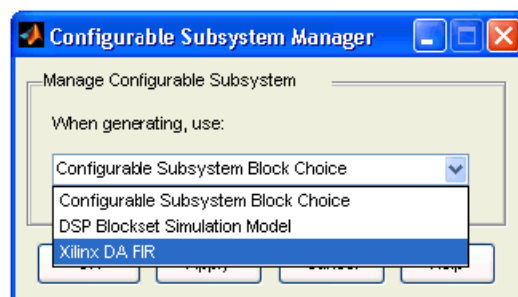 Configurable Subsystem Manager
Manage Configurable Subsystem
When generating, use:
Configurable Subsystem Block Choice
Configurable Subsystem Block Choice
DSP Blockset Simulation Model
Xilinx DA FIR